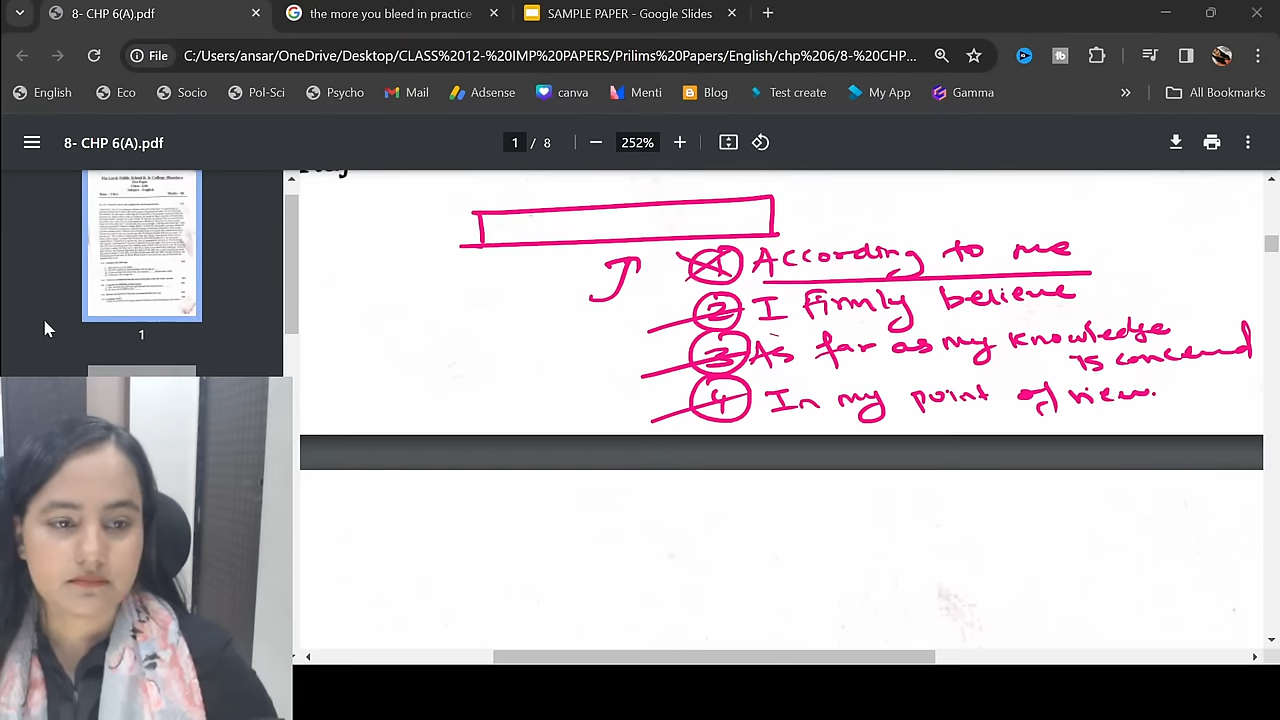 8- CHP 6(A).pdf
the more you bleed in practice
SAMPLE PAPER - Google Slides
File
C:/Users/ansar/OneDrive/Desktop/CLASS%2012-%20IMP%20PAPERS/Prilims%20Papers/English/chp%206/8-%20CHP...
English
Eco
Socio
Pol-Sci
Psycho
Mail
Adsense
canva
Menti
Blog
Test create
My App
Gamma
All Bookmarks
8- CHP 6(A).pdf
1 / 8
252%
1 According to me
2 I firmly believe
3 As far as my knowledge
is concerned
4 In my point of view.
1